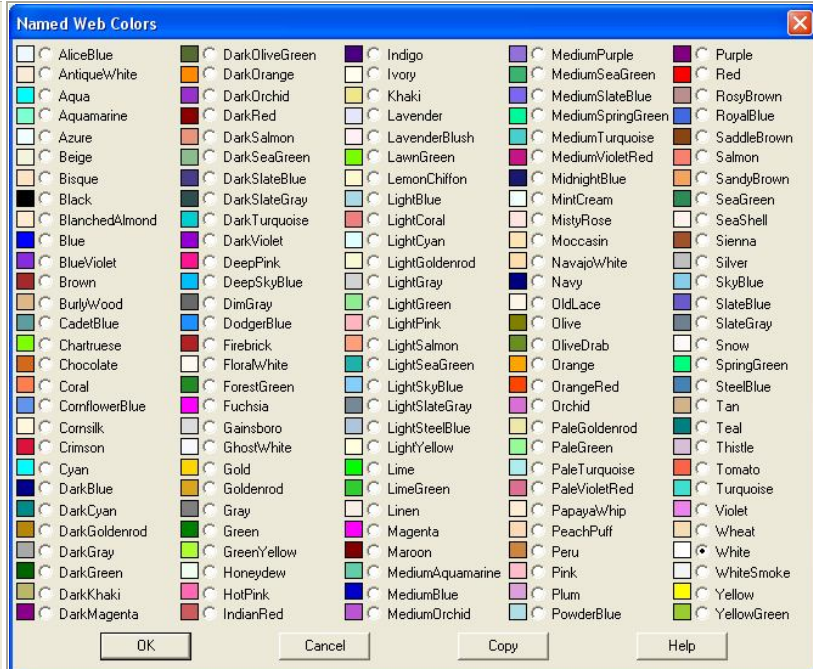 Named Web Colors
AliceBlue
AntiqueWhite
Aqua
Aquamarine
Azure
Beige
Bisque
Black
BlanchedAlmond
Blue
BlueViolet
Brown
BurlyWood
CadetBlue
Chartruese
Chocolate
Coral
CornflowerBlue
Cornsilk
Crimson
Cyan
DarkBlue
DarkCyan
DarkGoldenrod
DarkGray
DarkGreen
DarkKhaki
DarkMagenta
DarkOliveGreen
DarkOrange
DarkOrchid
DarkRed
DarkSalmon
DarkSeaGreen
DarkSlateBlue
DarkSlateGray
DarkTurquoise
DarkViolet
DeepPink
DeepSkyBlue
DimGray
DodgerBlue
Firebrick
FloralWhite
ForestGreen
Fuchsia
Gainsboro
GhostWhite
Gold
Goldenrod
Gray
Green
GreenYellow
Honeydew
HotPink
IndianRed
Indigo
Ivory
Khaki
Lavender
LavenderBlush
LawnGreen
LemonChiffon
LightBlue
LightCoral
LightCyan
LightGoldenrod
LightGray
LightGreen
LightPink
LightSalmon
LightSeaGreen
LightSkyBlue
LightSlateGray
LightSteelBlue
LightYellow
Lime
LimeGreen
Linen
Magenta
Maroon
MediumAquamarine
MediumBlue
MediumOrchid
MediumPurple
MediumSeaGreen
MediumSlateBlue
MediumSpringGreen
MediumTurquoise
MediumVioletRed
MidnightBlue
MintCream
MistyRose
Moccasin
NavajoWhite
Navy
OldLace
Olive
OliveDrab
Orange
OrangeRed
Orchid
PaleGoldenrod
PaleGreen
PaleTurquoise
PaleVioletRed
PapayaWhip
PeachPuff
Peru
Pink
Plum
PowderBlue
Purple
Red
RosyBrown
RoyalBlue
SaddleBrown
Salmon
SandyBrown
SeaGreen
SeaShell
Sienna
Silver
SkyBlue
SlateBlue
SlateGray
Snow
SpringGreen
SteelBlue
Tan
Teal
Thistle
Tomato
Turquoise
Violet
Wheat
White
WhiteSmoke
Yellow
YellowGreen
OK
Cancel
Copy
Help